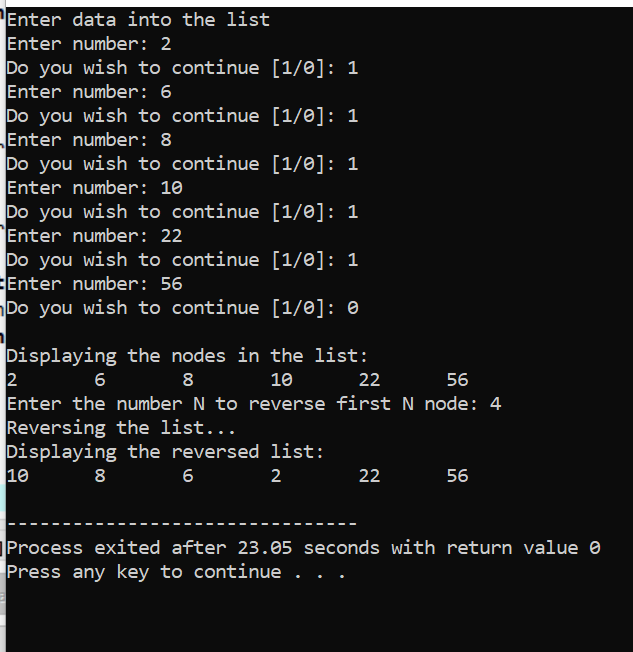 Enter data into the list
Enter number: 2
Do you wish to continue [1/0]: 1
Enter number: 6
Do you wish to continue [1/0]: 1
Enter number: 8
Do you wish to continue [1/0]: 1
Enter number: 10
Do you wish to continue [1/0]: 1
Enter number: 22
Do you wish to continue [1/0]: 1
Enter number: 56
Do you wish to continue [1/0]: 0
Displaying the nodes in the list:
2 6 8 10 22 56
Enter the number N to reverse first N node: 4
Reversing the list...
Displaying the reversed list:
10 8 6 2 22 56
--------------------------------
Process exited after 23.05 seconds with return value 0
Press any key to continue . . .